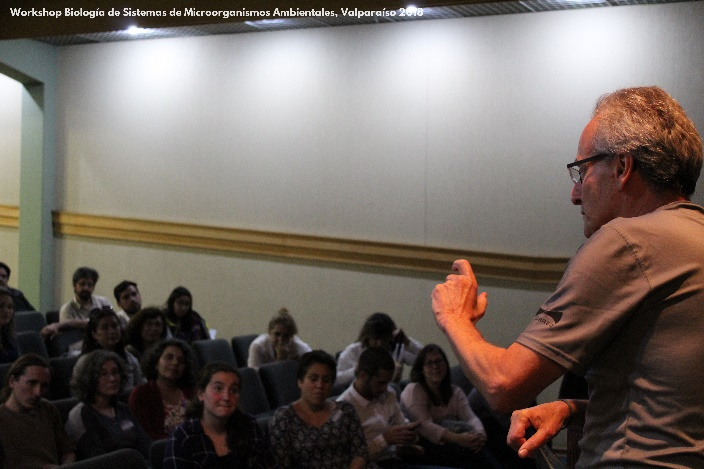 Workshop Biología de Sistemas de Microorganismos Ambientales, Valparaíso 2018